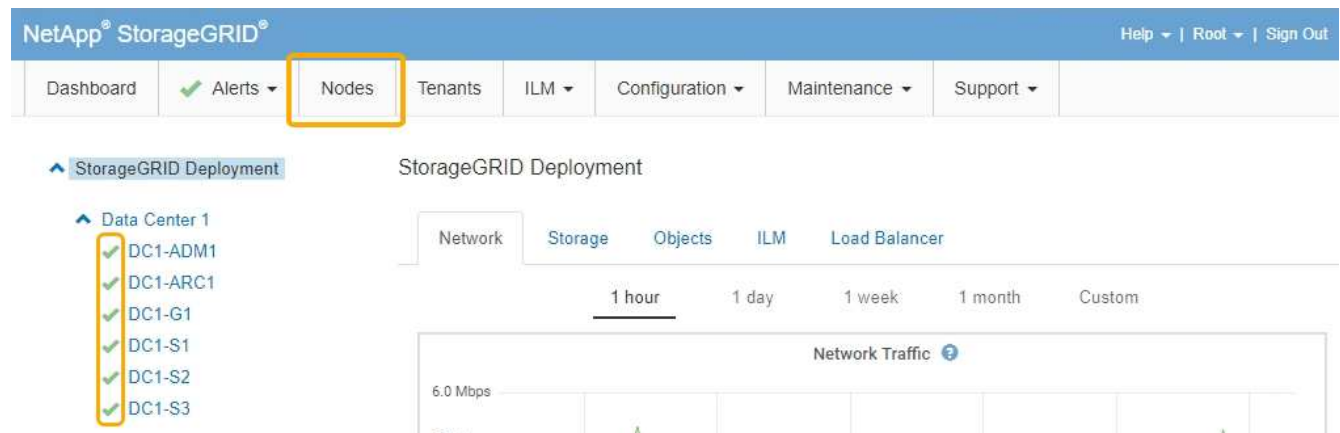 NetApp® StorageGRID®
Help | Root | Sign Out
Dashboard Alerts Nodes Tenants ILM Configuration Maintenance Support
StorageGRID Deployment
Data Center 1
DC1-ADM1
DC1-ARC1
DC1-G1
DC1-S1
DC1-S2
DC1-S3
StorageGRID Deployment
Network Storage Objects ILM Load Balancer
1 hour 1 day 1 week 1 month Custom
Network Traffic
6.0 Mbps